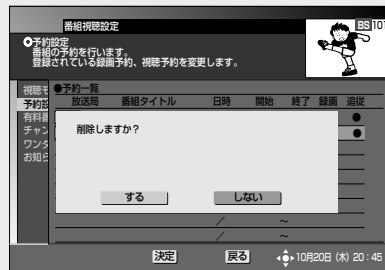 番組視聴設定
BS 101
予約設定
番組の予約を行います。
登録されている録画予約、視聴予約を変更します。
視聴
予約設
有料番
チャン
ワンタ
お知ら
●予約一覧
放送局 番組タイトル 日時 開始 終了 録画 追従
削除しますか?
する しない
/ ～
/ ～
決定 戻る 10月20日 (木) 20:45